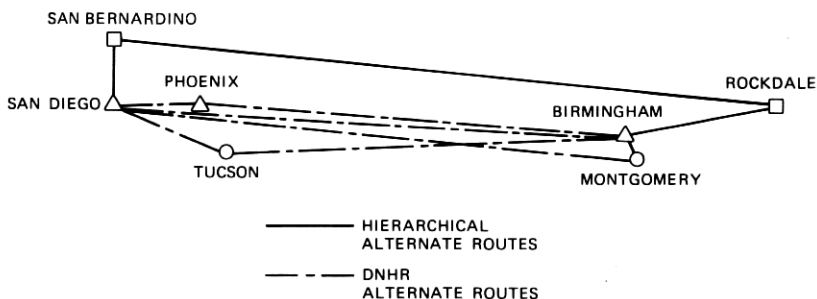 SAN BERNARDINO
PHOENIX
ROCKDALE
SAN DIEGO
BIRMINGHAM
TUCSON
MONTGOMERY
HIERARCHICAL
ALTERNATE ROUTES
DNHR
ALTERNATE ROUTES